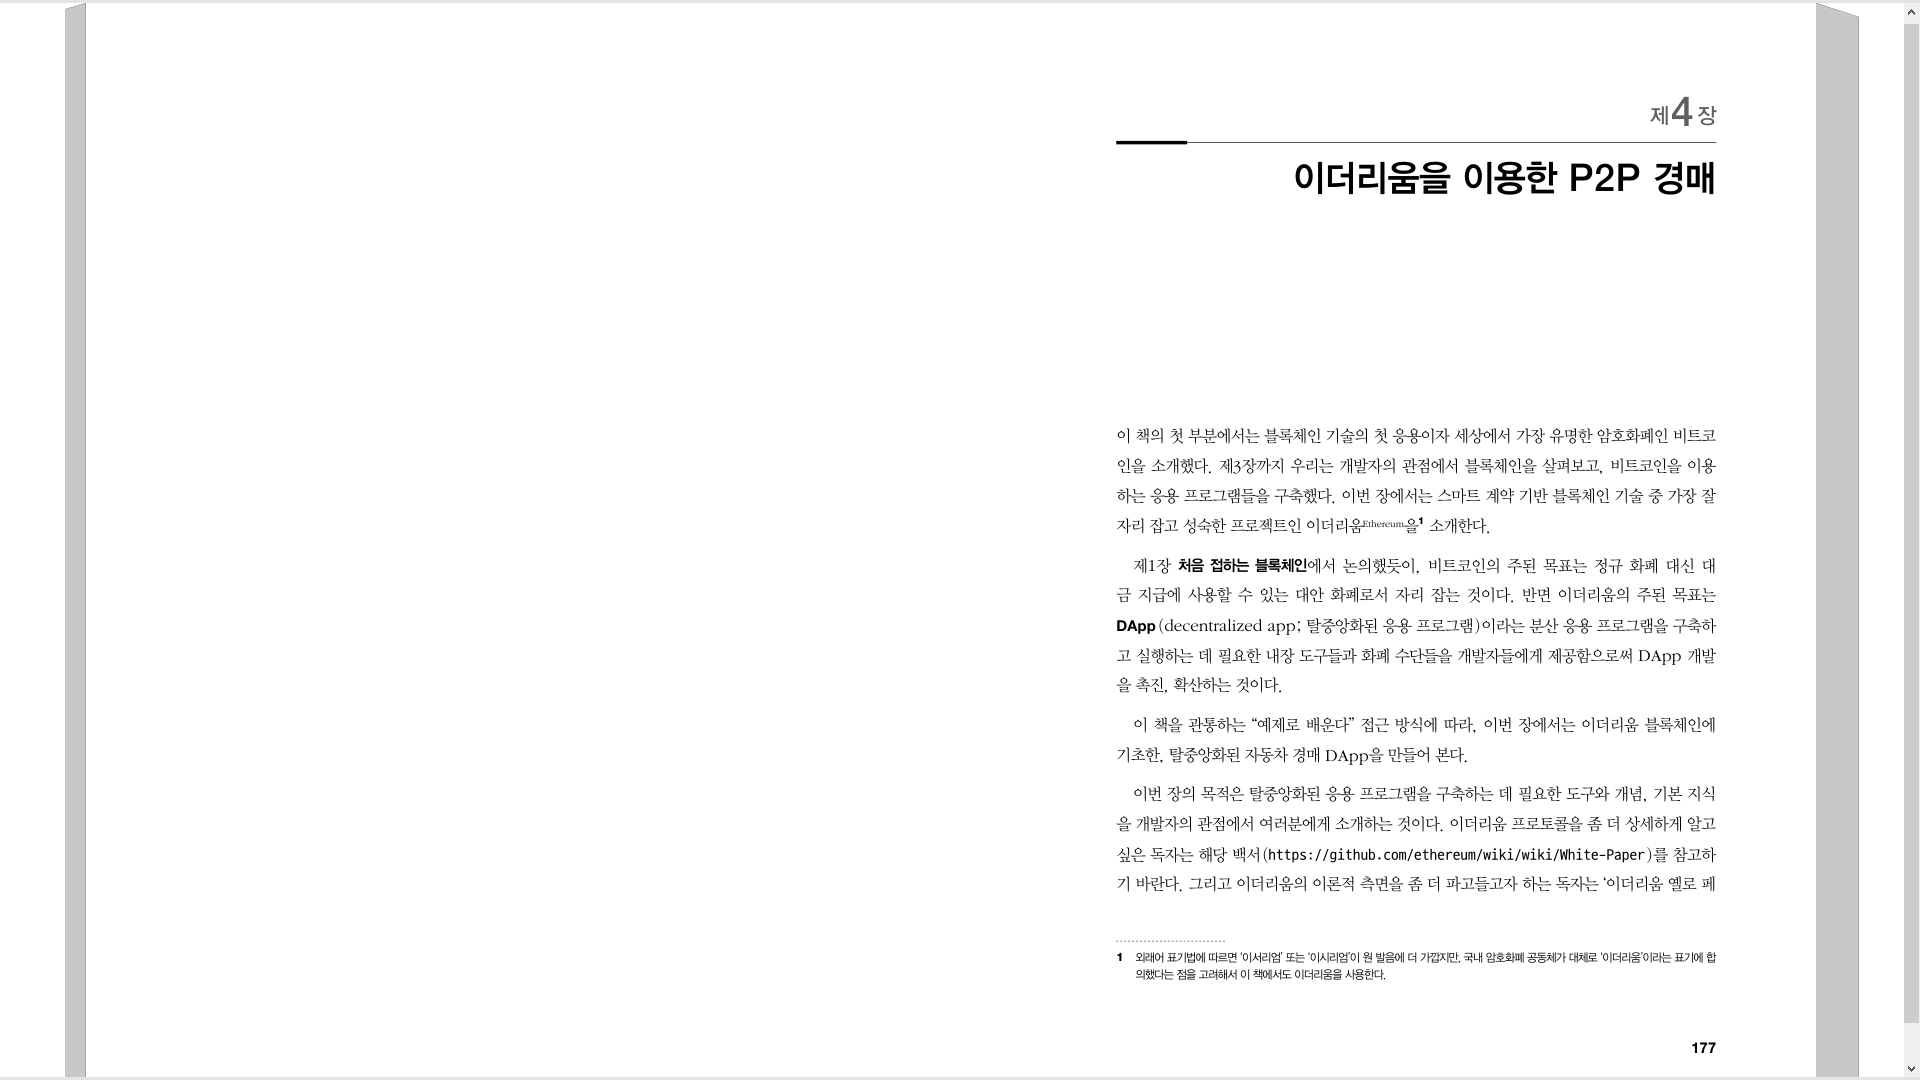 제4장
이더리움을 이용한 P2P 경매
이 책의 첫 부분에서는 블록체인 기술의 첫 응용이자 세상에서 가장 유명한 암호화폐인 비트코
인을 소개했다. 제3장까지 우리는 개발자의 관점에서 블록체인을 살펴보고, 비트코인을 이용
하는 응용 프로그램들을 구축했다. 이번 장에서는 스마트 계약 기반 블록체인 기술 중 가장 잘
자리 잡고 성숙한 프로젝트인 이더리움Ethereum을1 소개한다.
제1장 처음 접하는 블록체인에서 논의했듯이, 비트코인의 주된 목표는 정규 화폐 대신 대
금 지급에 사용할 수 있는 대안 화폐로서 자리 잡는 것이다. 반면 이더리움의 주된 목표는
DApp(decentralized app; 탈중앙화된 응용 프로그램)이라는 분산 응용 프로그램을 구축하
고 실행하는 데 필요한 내장 도구들과 화폐 수단들을 개발자들에게 제공함으로써 DApp 개발
을 촉진, 확산하는 것이다.
이 책을 관통하는 “예제로 배운다” 접근 방식에 따라, 이번 장에서는 이더리움 블록체인에
기초한, 탈중앙화된 자동차 경매 DApp을 만들어 본다.
이번 장의 목적은 탈중앙화된 응용 프로그램을 구축하는 데 필요한 도구와 개념, 기본 지식
을 개발자의 관점에서 여러분에게 소개하는 것이다. 이더리움 프로토콜을 좀 더 상세하게 알고
싶은 독자는 해당 백서(https://github.com/ethereum/wiki/wiki/White-Paper)를 참고하
기 바란다. 그리고 이더리움의 이론적 측면을 좀 더 파고들고자 하는 독자는 ‘이더리움 옐로 페
1 외래어 표기법에 따르면 ‘이서리엄’ 또는 ‘이시리엄’이 원 발음에 더 가깝지만, 국내 암호화폐 공동체가 대체로 ‘이더리움’이라는 표기에 합
의했다는 점을 고려해서 이 책에서도 이더리움을 사용한다.
177